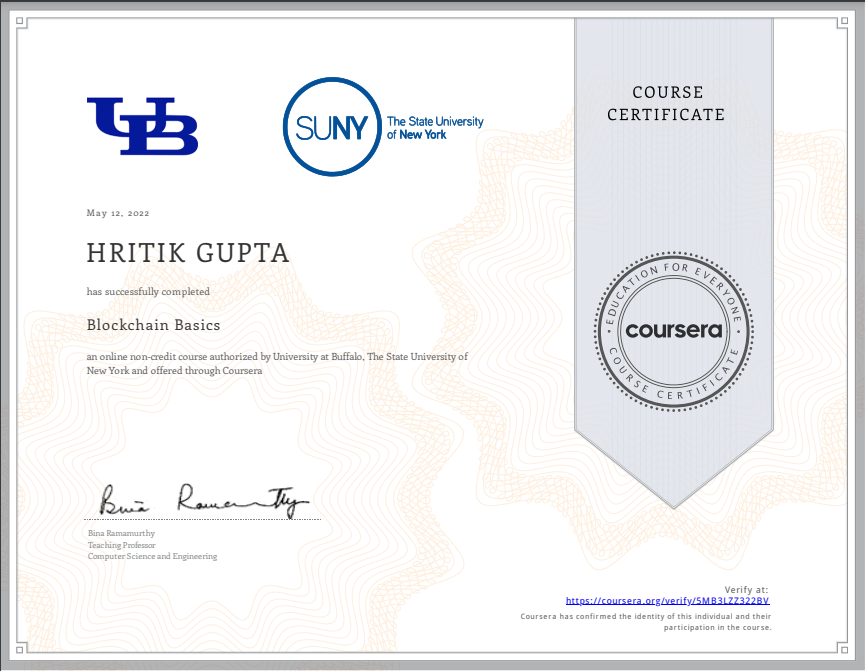 UB
SUNY
The State University
of New York
COURSE
CERTIFICATE
May 12, 2022
HRITIK GUPTA
has successfully completed
Blockchain Basics
an online non-credit course authorized by University at Buffalo, The State University of
New York and offered through Coursera
EDUCATION FOR EVERYONE
coursera
COURSE CERTIFICATE
Bina Ramamurthy
Bina Ramamurthy
Teaching Professor
Computer Science and Engineering
Verify at:
https://coursera.org/verify/5MB3LZZ322BV
Coursera has confirmed the identity of this individual and their
participation in the course.